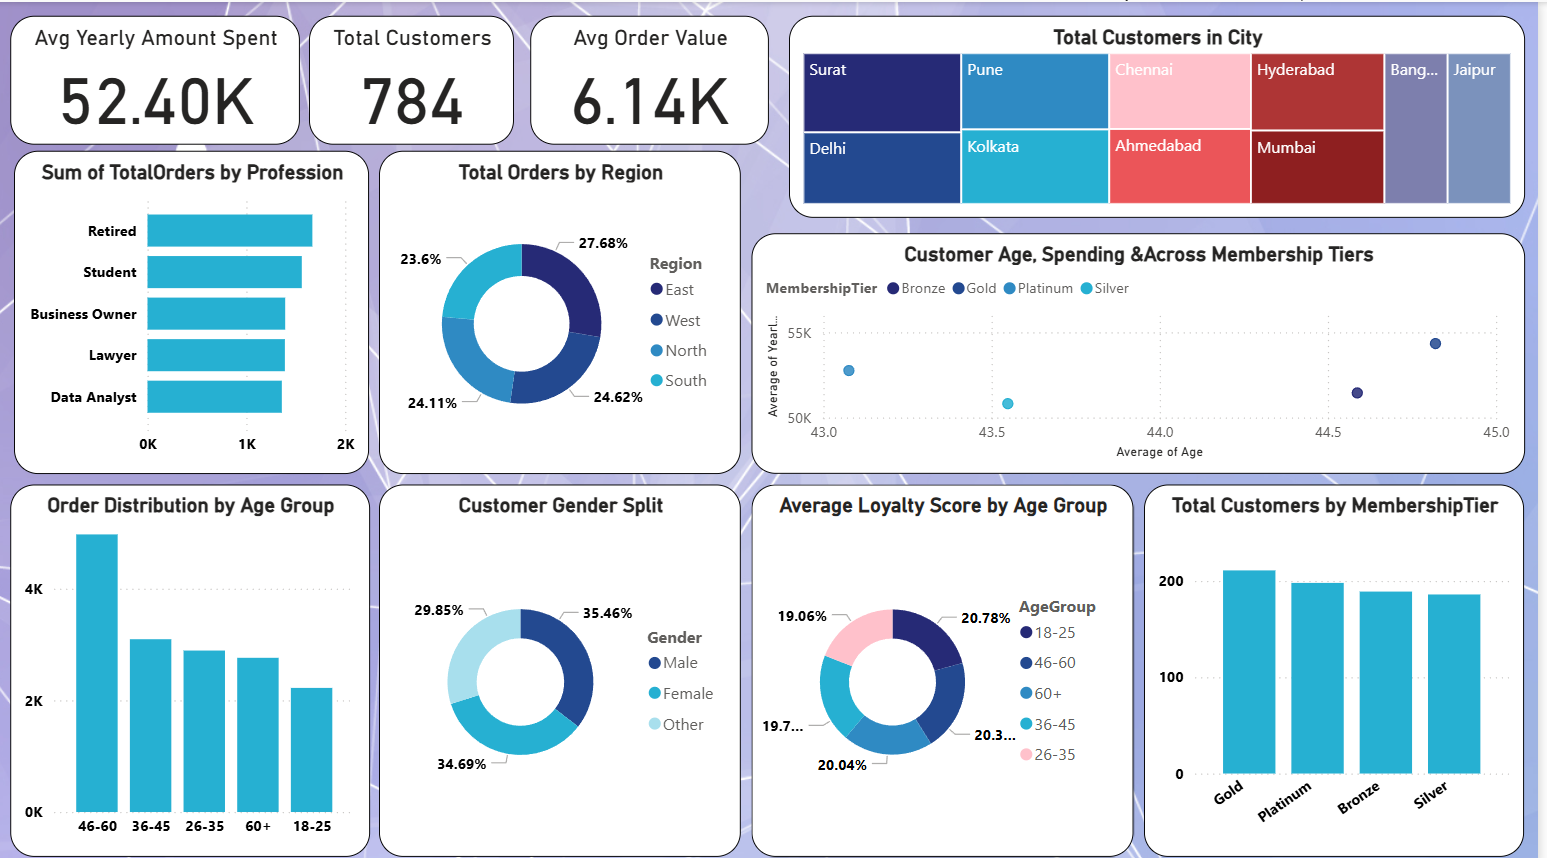 Avg Yearly Amount Spent
52.40K
Total Customers
784
Avg Order Value
6.14K
Total Customers in City
Surat
Delhi
Pune
Kolkata
Chennai
Ahmedabad
Hyderabad
Mumbai
Bang...
Jaipur
Sum of TotalOrders by Profession
Retired
Student
Business Owner
Lawyer
Data Analyst
0K 1K 2K
Total Orders by Region
27.68%
24.62%
24.11%
23.6%
Region
East
West
North
South
Customer Age, Spending &Across Membership Tiers
MembershipTier Bronze Gold Platinum Silver
Average of Yearl...
55K
50K
43.0 43.5 44.0 44.5 45.0
Average of Age
Order Distribution by Age Group
4K
2K
0K
46-60 36-45 26-35 60+ 18-25
Customer Gender Split
35.46%
34.69%
29.85%
Gender
Male
Female
Other
Average Loyalty Score by Age Group
20.78%
20.3...
20.04%
19.7...
19.06%
AgeGroup
18-25
46-60
60+
36-45
26-35
Total Customers by MembershipTier
200
100
0
Gold Platinum Bronze Silver